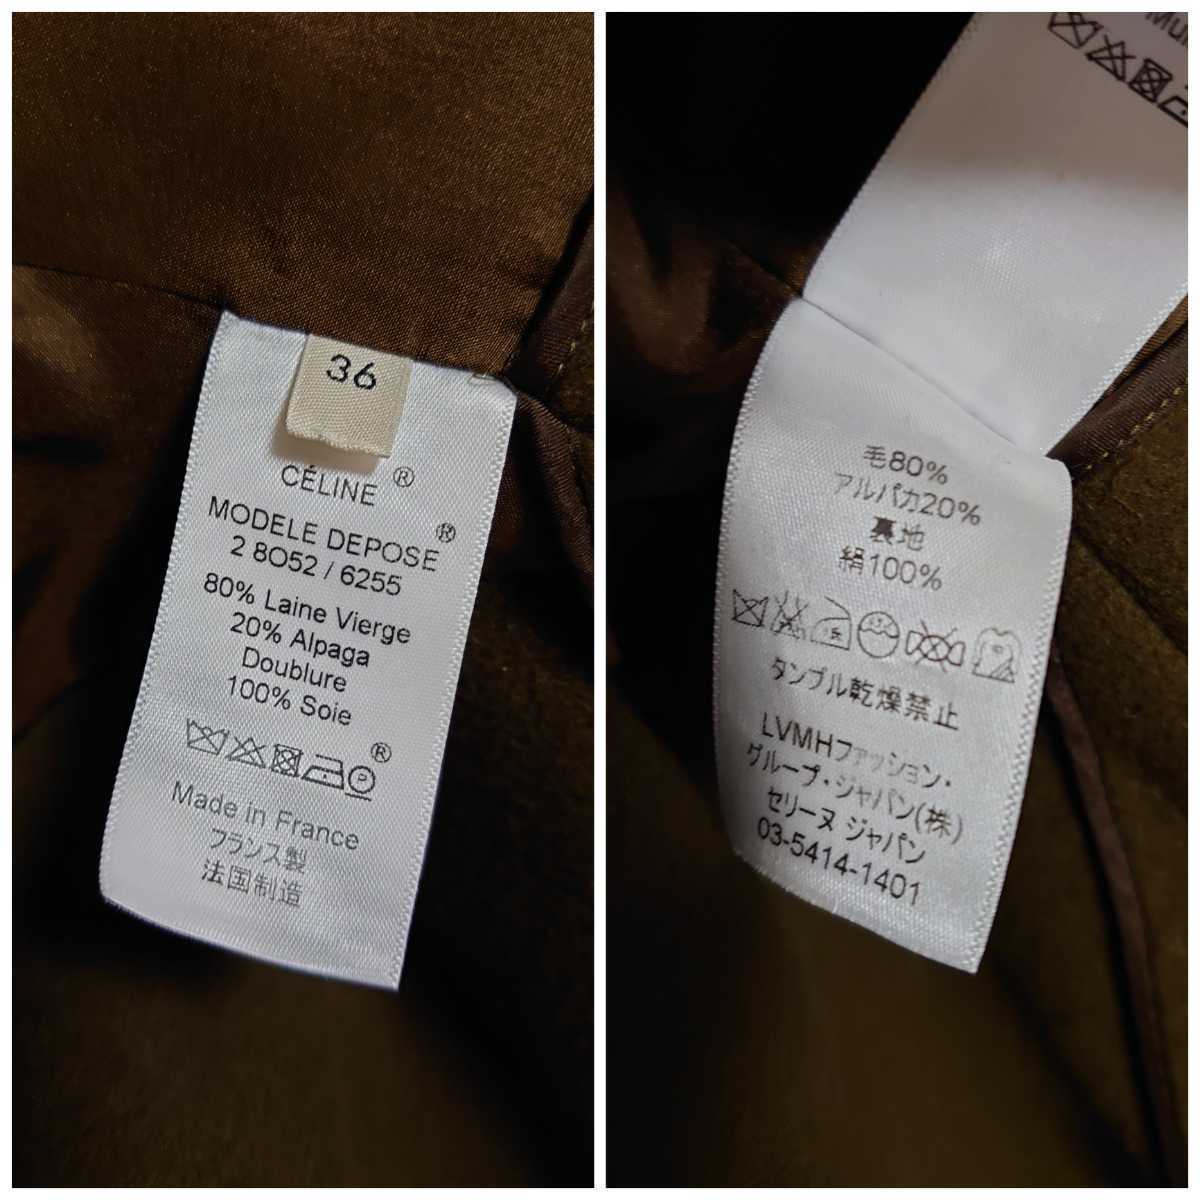 36
CÉLINE ®
MODELE DEPOSE ®
2 8O52 / 6255
80% Laine Vierge
20% Alpaga
Doublure
100% Soie
®
Made in France
フランス製
法国制造
毛80%
アルパカ20%
裏地
絹100%
タンブル乾燥禁止
LVMHファッション・
グループ・ジャパン(株)
セリーヌ ジャパン
03-5414-1401